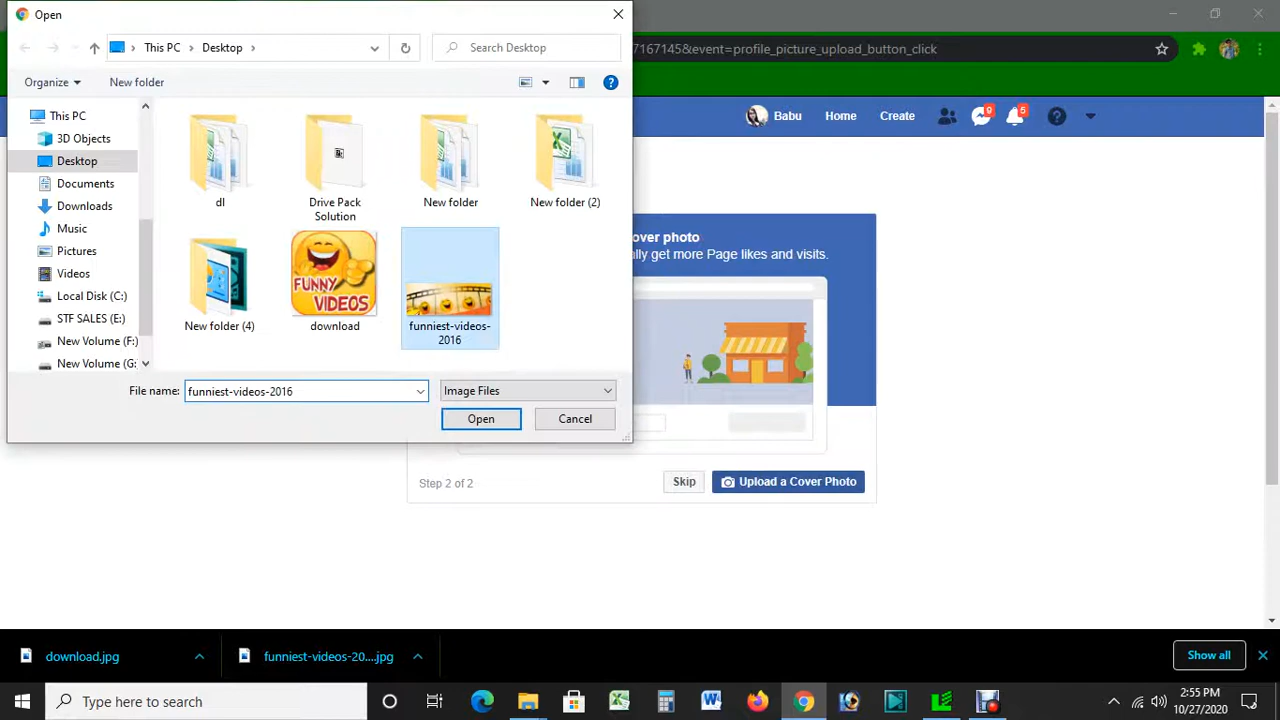 Open
This PC
Desktop
Search Desktop
7167145&event=profile_picture_upload_button_click
Organize
New folder
This PC
3D Objects
Desktop
Documents
Downloads
Music
Pictures
Videos
Local Disk (C:)
STF SALES (E:)
New Volume (F:)
New Volume (G:
dl
Drive Pack
Solution
New folder
New folder (2)
New folder (4)
FUNNY
VIDEOS
download
funniest-videos-
2016
File name:
funniest-videos-2016
Image Files
Open
Cancel
Babu
Home
Create
9
over photo
ally get more Page likes and visits.
Step 2 of 2
Skip
Upload a Cover Photo
download.jpg
funniest-videos-20....jpg
Show all
Type here to search
2:55 PM
10/27/2020